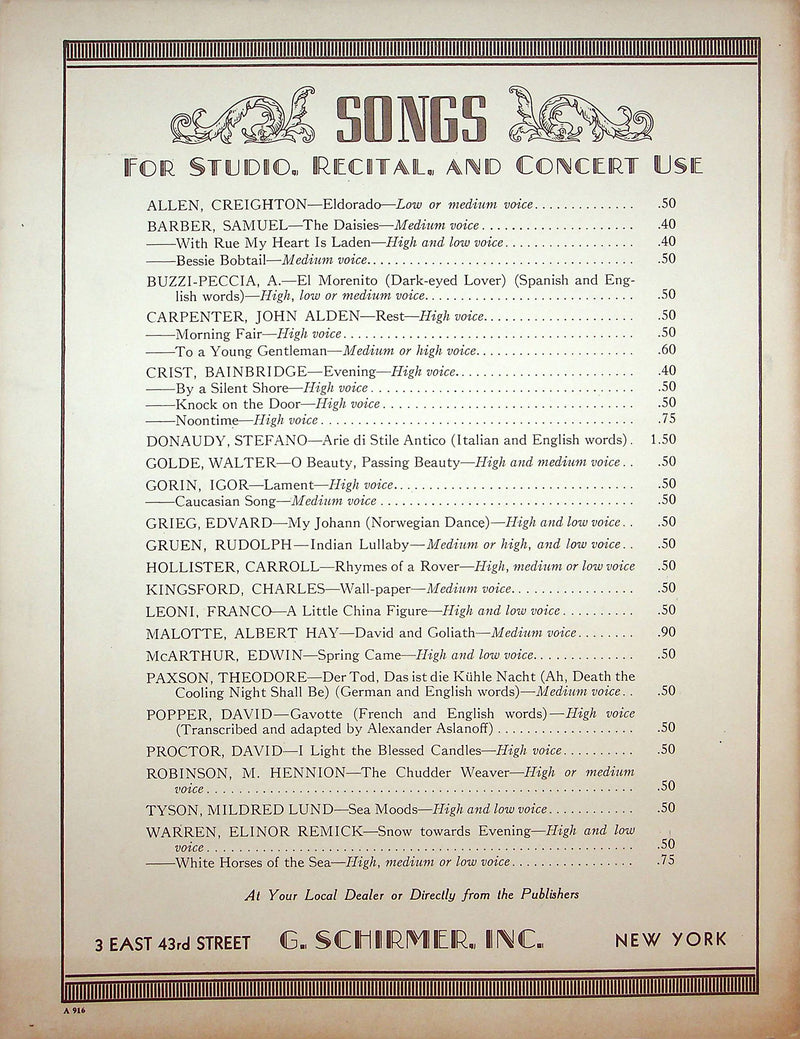 SONGS
FOR STUDIO, RECITAL, AND CONCERT USE
ALLEN, CREIGHTON—Eldorado—Low or medium voice.............. .50
BARBER, SAMUEL—The Daisies—Medium voice...................... .40
——With Rue My Heart Is Laden—High and low voice.................. .40
——Bessie Bobtail—Medium voice...................................... .50
BUZZI-PECCIA, A.—El Morenito (Dark-eyed Lover) (Spanish and Eng-
lish words)—High, low or medium voice............................. .50
CARPENTER, JOHN ALDEN—Rest—High voice..................... .50
——Morning Fair—High voice......................................... .50
——To a Young Gentleman—Medium or high voice...................... .60
CRIST, BAINBRIDGE—Evening—High voice......................... .40
——By a Silent Shore—High voice..................................... .50
——Knock on the Door—High voice.................................... .50
——Noontime—High voice............................................ .75
DONAUDY, STEFANO—Arie di Stile Antico (Italian and English words). 1.50
GOLDE, WALTER—O Beauty, Passing Beauty—High and medium voice.. .50
GORIN, IGOR—Lament—High voice.................................. .50
——Caucasian Song—Medium voice.................................... .50
GRIEG, EDVARD—My Johann (Norwegian Dance)—High and low voice.. .50
GRUEN, RUDOLPH—Indian Lullaby—Medium or high, and low voice.. .50
HOLLISTER, CARROLL—Rhymes of a Rover—High, medium or low voice .50
KINGSFORD, CHARLES—Wall-paper—Medium voice................. .50
LEONI, FRANCO—A Little China Figure—High and low voice.......... .50
MALOTTE, ALBERT HAY—David and Goliath—Medium voice........ .90
McARTHUR, EDWIN—Spring Came—High and low voice.............. .50
PAXSON, THEODORE—Der Tod, Das ist die Kühle Nacht (Ah, Death the
Cooling Night Shall Be) (German and English words)—Medium voice.. .50
POPPER, DAVID—Gavotte (French and English words)—High voice
(Transcribed and adapted by Alexander Aslanoff)................... .50
PROCTOR, DAVID—I Light the Blessed Candles—High voice.......... .50
ROBINSON, M. HENNION—The Chudder Weaver—High or medium
voice............................................................ .50
TYSON, MILDRED LUND—Sea Moods—High and low voice............ .50
WARREN, ELINOR REMICK—Snow towards Evening—High and low
voice............................................................ .50
——White Horses of the Sea—High, medium or low voice................. .75
At Your Local Dealer or Directly from the Publishers
3 EAST 43rd STREET G. SCHIRMER, INC. NEW YORK
A 916